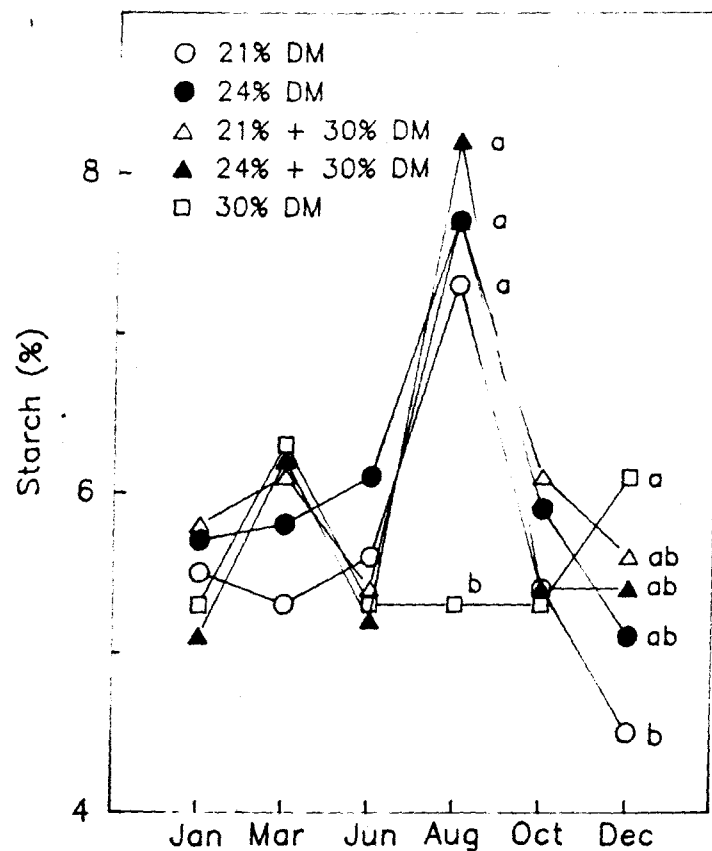 21% DM
24% DM
21% + 30% DM
24% + 30% DM
30% DM
8
6
4
Starch (%)
a
a
a
b
a
ab
ab
ab
b
Jan Mar Jun Aug Oct Dec